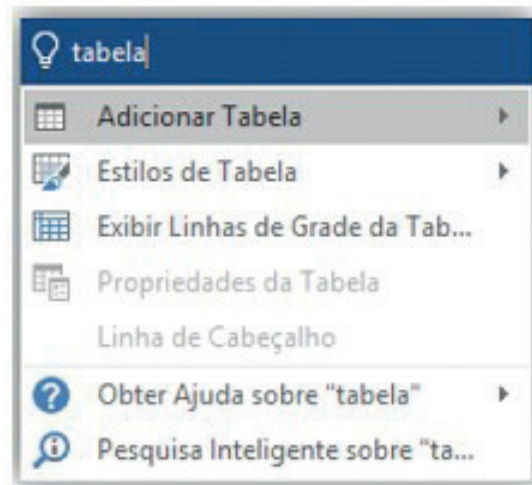 tabela
Adicionar Tabela
Estilos de Tabela
Exibir Linhas de Grade da Tab...
Propriedades da Tabela
Linha de Cabeçalho
Obter Ajuda sobre "tabela"
Pesquisa Inteligente sobre "ta...